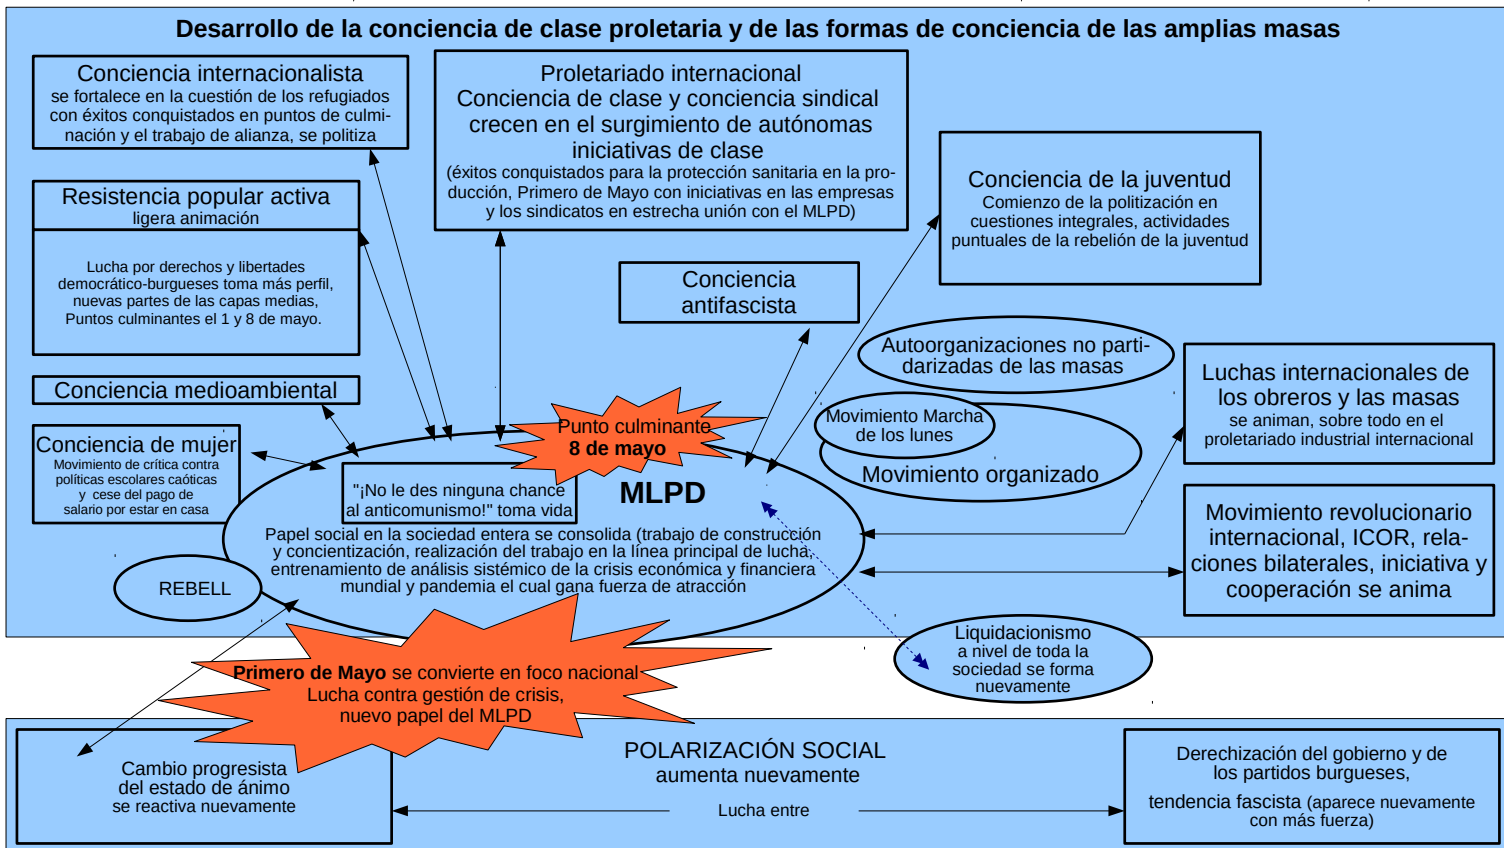 Desarrollo de la conciencia de clase proletaria y de las formas de conciencia de las amplias masas
Conciencia internacionalista
se fortalece en la cuestión de los refugiados
con éxitos conquistados en puntos de culmi-
nación y el trabajo de alianza, se politiza
Proletariado internacional
Conciencia de clase y conciencia sindical
crecen en el surgimiento de autónomas
iniciativas de clase
(éxitos conquistados para la protección sanitaria en la pro-
ducción, Primero de Mayo con iniciativas en las empresas
y los sindicatos en estrecha unión con el MLPD)
Conciencia de la juventud
Comienzo de la politización en
cuestiones integrales, actividades
puntuales de la rebelión de la juventud
Resistencia popular activa
ligera animación
Lucha por derechos y libertades
democrático-burgueses toma más perfil,
nuevas partes de las capas medias,
Puntos culminantes el 1 y 8 de mayo.
Conciencia
antifascista
Autoorganizaciones no parti-
darizadas de las masas
Luchas internacionales de
los obreros y las masas
se animan, sobre todo en el
proletariado industrial internacional
Conciencia medioambiental
Movimiento Marcha
de los lunes
Movimiento organizado
Conciencia de mujer
Movimiento de crítica contra
políticas escolares caóticas
y cese del pago de
salario por estar en casa
Punto culminante
8 de mayo
"¡No le des ninguna chance
al anticomunismo!" toma vida
MLPD
Papel social en la sociedad entera se consolida (trabajo de construcción
y concientización, realización del trabajo en la línea principal de lucha,
entrenamiento de análisis sistémico de la crisis económica y financiera
mundial y pandemia el cual gana fuerza de atracción
Movimiento revolucionario
internacional, ICOR, rela-
ciones bilaterales, iniciativa y
cooperación se anima
REBELL
Liquidacionismo
a nivel de toda la
sociedad se forma
nuevamente
Primero de Mayo se convierte en foco nacional
Lucha contra gestión de crisis,
nuevo papel del MLPD
Cambio progresista
del estado de ánimo
se reactiva nuevamente
POLARIZACIÓN SOCIAL
aumenta nuevamente
Lucha entre
Derechización del gobierno y de
los partidos burgueses,
tendencia fascista (aparece nuevamente
con más fuerza)